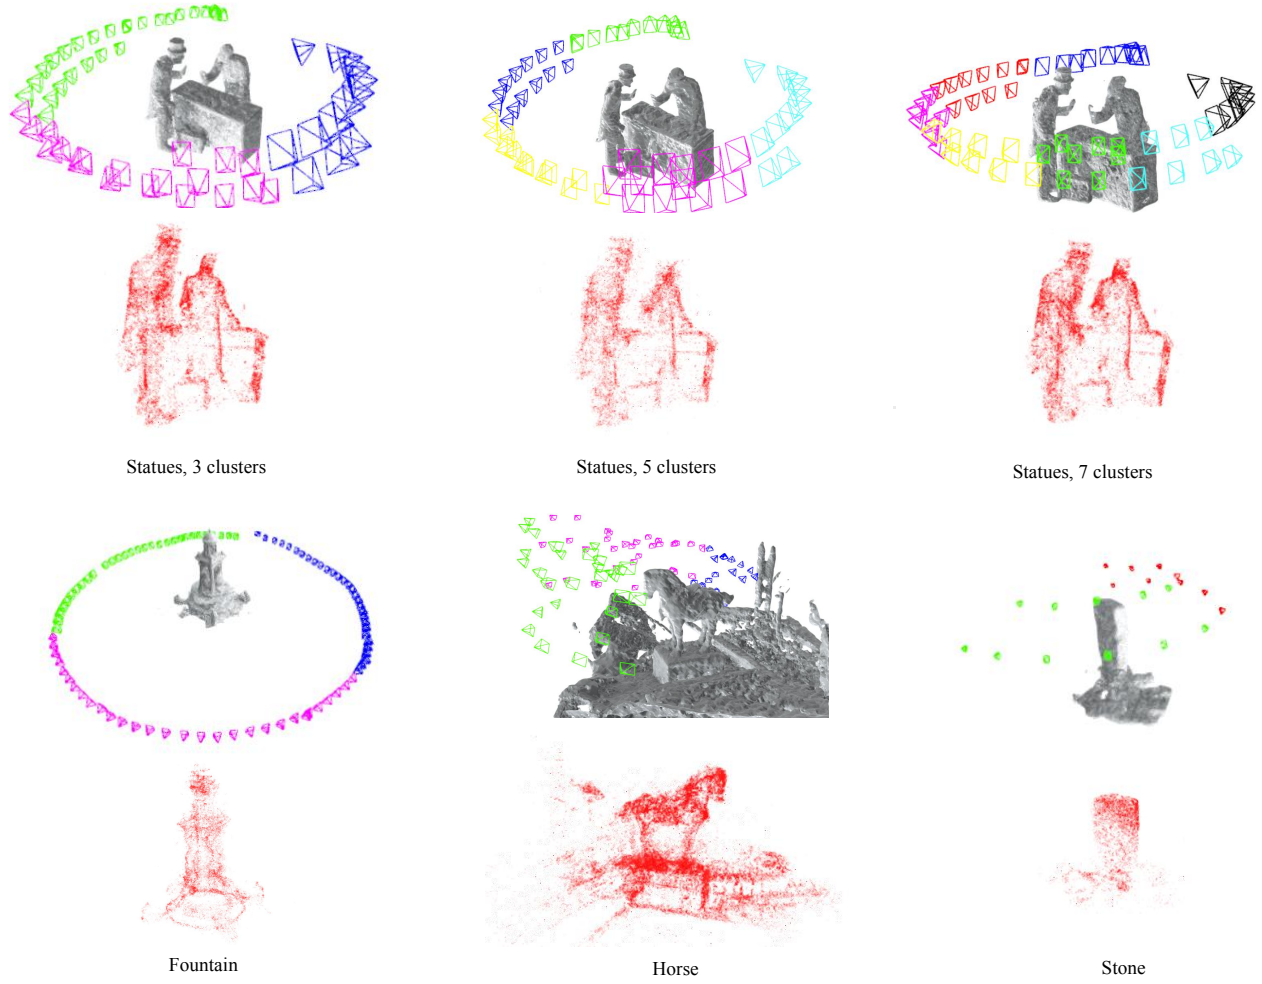 Statues, 3 clusters
Statues, 5 clusters
Statues, 7 clusters
Fountain
Horse
Stone